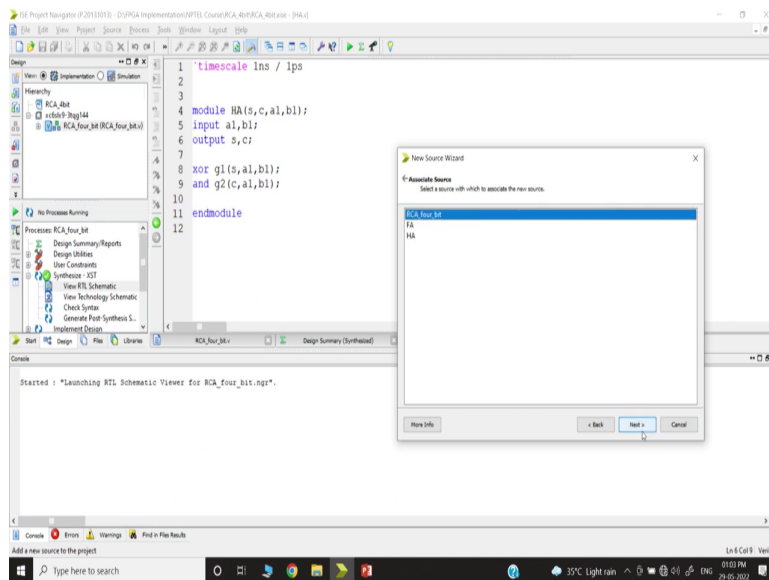 ISE Project Navigator (P.20131013) - D:\FPGA Implementation\NPTEL Course\RCA_4bit\RCA_4bit.xise - [HA.v]
File Edit View Project Source Process Tools Window Layout Help
Design
View: Implementation Simulation
Hierarchy
RCA_4bit
xc6slx9-3tqg144
RCA_four_bit (RCA_four_bit.v)
No Processes Running
Processes: RCA_four_bit
Design Summary/Reports
Design Utilities
User Constraints
Synthesize - XST
View RTL Schematic
View Technology Schematic
Check Syntax
Generate Post-Synthesis S...
Implement Design
Start Design Files Libraries
1 `timescale 1ns / 1ps
2
3
4 module HA(s,c,a1,b1);
5 input a1,b1;
6 output s,c;
7
8 xor g1(s,a1,b1);
9 and g2(c,a1,b1);
10
11 endmodule
12
RCA_four_bit.v Design Summary (Synthesized)
New Source Wizard
Associate Source
Select a source with which to associate the new source.
RCA_four_bit
FA
HA
More Info < Back Next > Cancel
Console
Started : "Launching RTL Schematic Viewer for RCA_four_bit.ngr".
Console Errors Warnings Find in Files Results
Add a new source to the project
Ln 6 Col 9 Veri
Type here to search
35°C Light rain
ENG
01:03 PM
29-05-2022